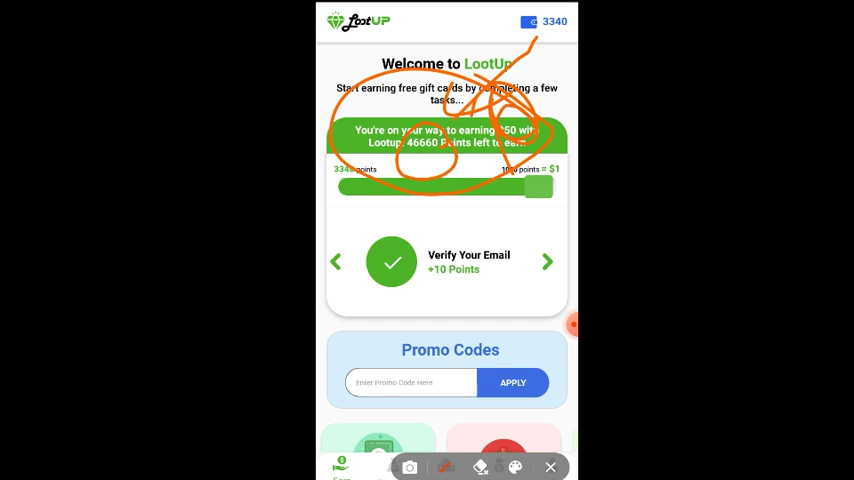 LootUP
3340
Welcome to LootUp
Start earning free gift cards by completing a few
tasks...
You're on your way to earning $50 with
Lootup. 46660 Points left to earn
3340 points
1000 points = $1
Verify Your Email
+10 Points
Promo Codes
Enter Promo Code Here
APPLY